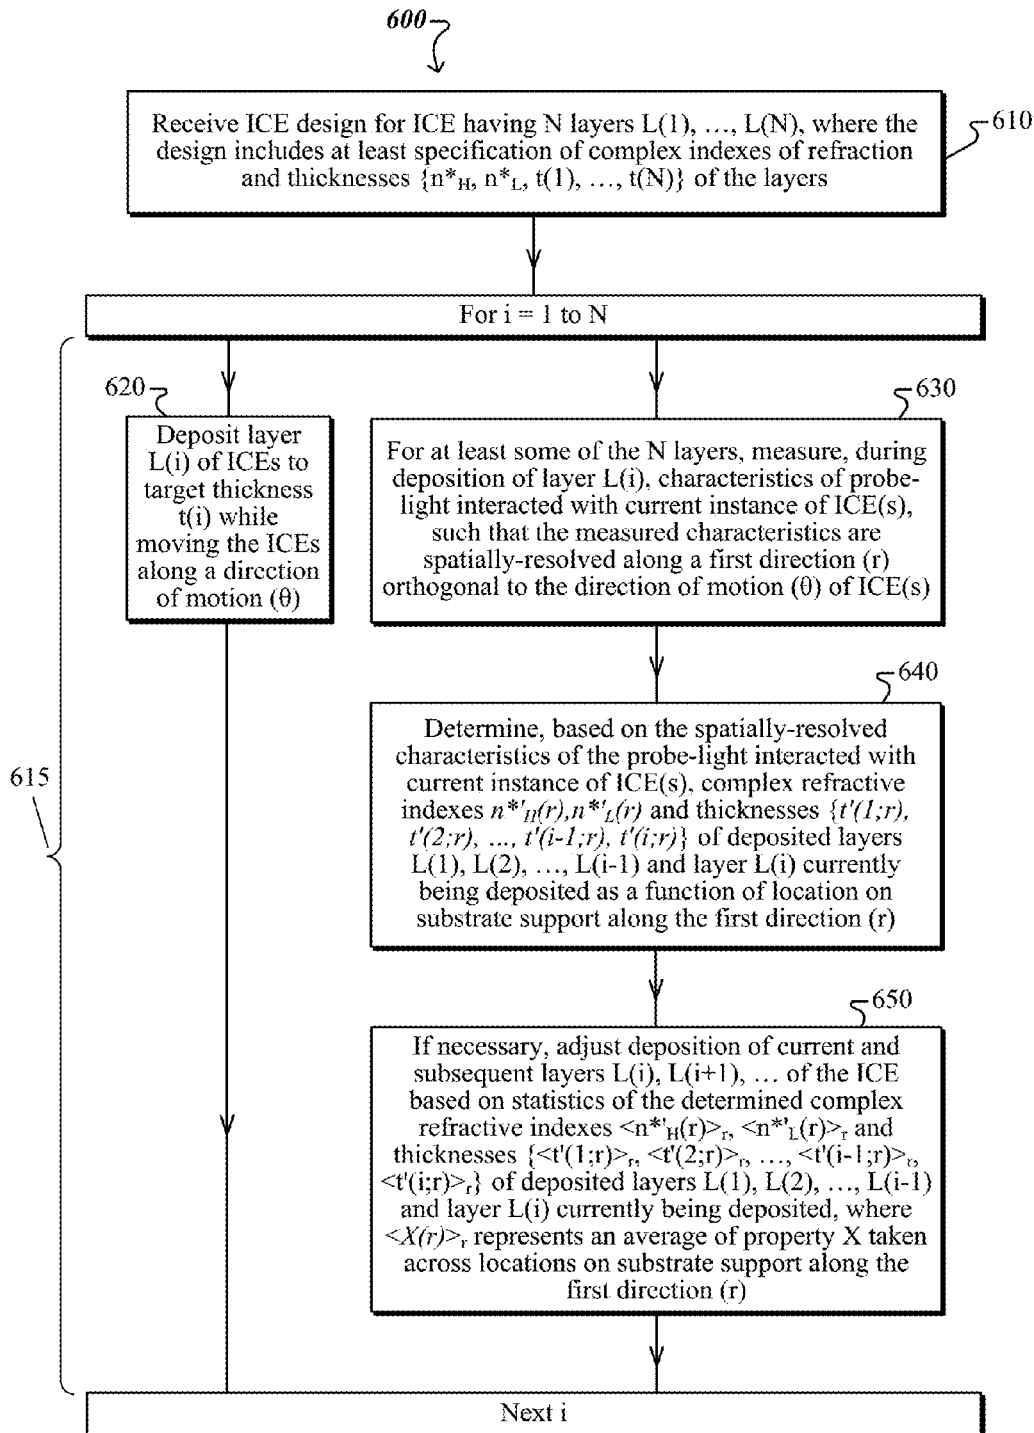 600
Receive ICE design for ICE having N layers L(1), ..., L(N), where the
design includes at least specification of complex indexes of refraction
and thicknesses {n*H, n*L, t(1), ..., t(N)} of the layers
610
For i = 1 to N
615
620
Deposit layer
L(i) of ICEs to
target thickness
t(i) while
moving the ICEs
along a direction
of motion (θ)
630
For at least some of the N layers, measure, during
deposition of layer L(i), characteristics of probe-
light interacted with current instance of ICE(s),
such that the measured characteristics are
spatially-resolved along a first direction (r)
orthogonal to the direction of motion (θ) of ICE(s)
640
Determine, based on the spatially-resolved
characteristics of the probe-light interacted with
current instance of ICE(s), complex refractive
indexes n*'H(r),n*'L(r) and thicknesses {t'(1;r),
t'(2;r), ..., t'(i-1;r), t'(i;r)} of deposited layers
L(1), L(2), ..., L(i-1) and layer L(i) currently
being deposited as a function of location on
substrate support along the first direction (r)
650
If necessary, adjust deposition of current and
subsequent layers L(i), L(i+1), ... of the ICE
based on statistics of the determined complex
refractive indexes <n*'H(r)>r, <n*'L(r)>r and
thicknesses {<t'(1;r)>r, <t'(2;r)>r, ..., <t'(i-1;r)>r,
<t'(i;r)>r} of deposited layers L(1), L(2), ..., L(i-1)
and layer L(i) currently being deposited, where
<X(r)>r represents an average of property X taken
across locations on substrate support along the
first direction (r)
Next i